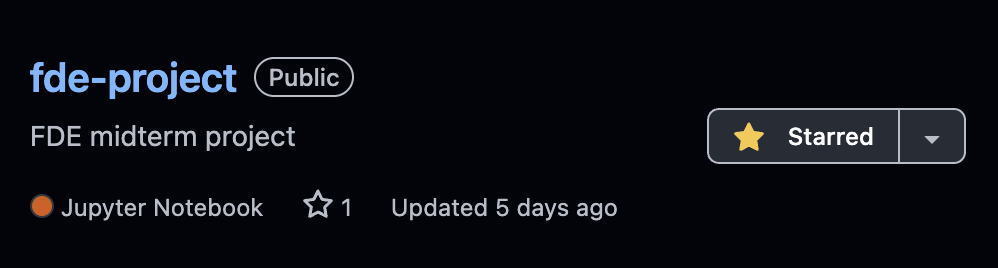 fde-project Public
FDE midterm project
Starred
Jupyter Notebook 1 Updated 5 days ago